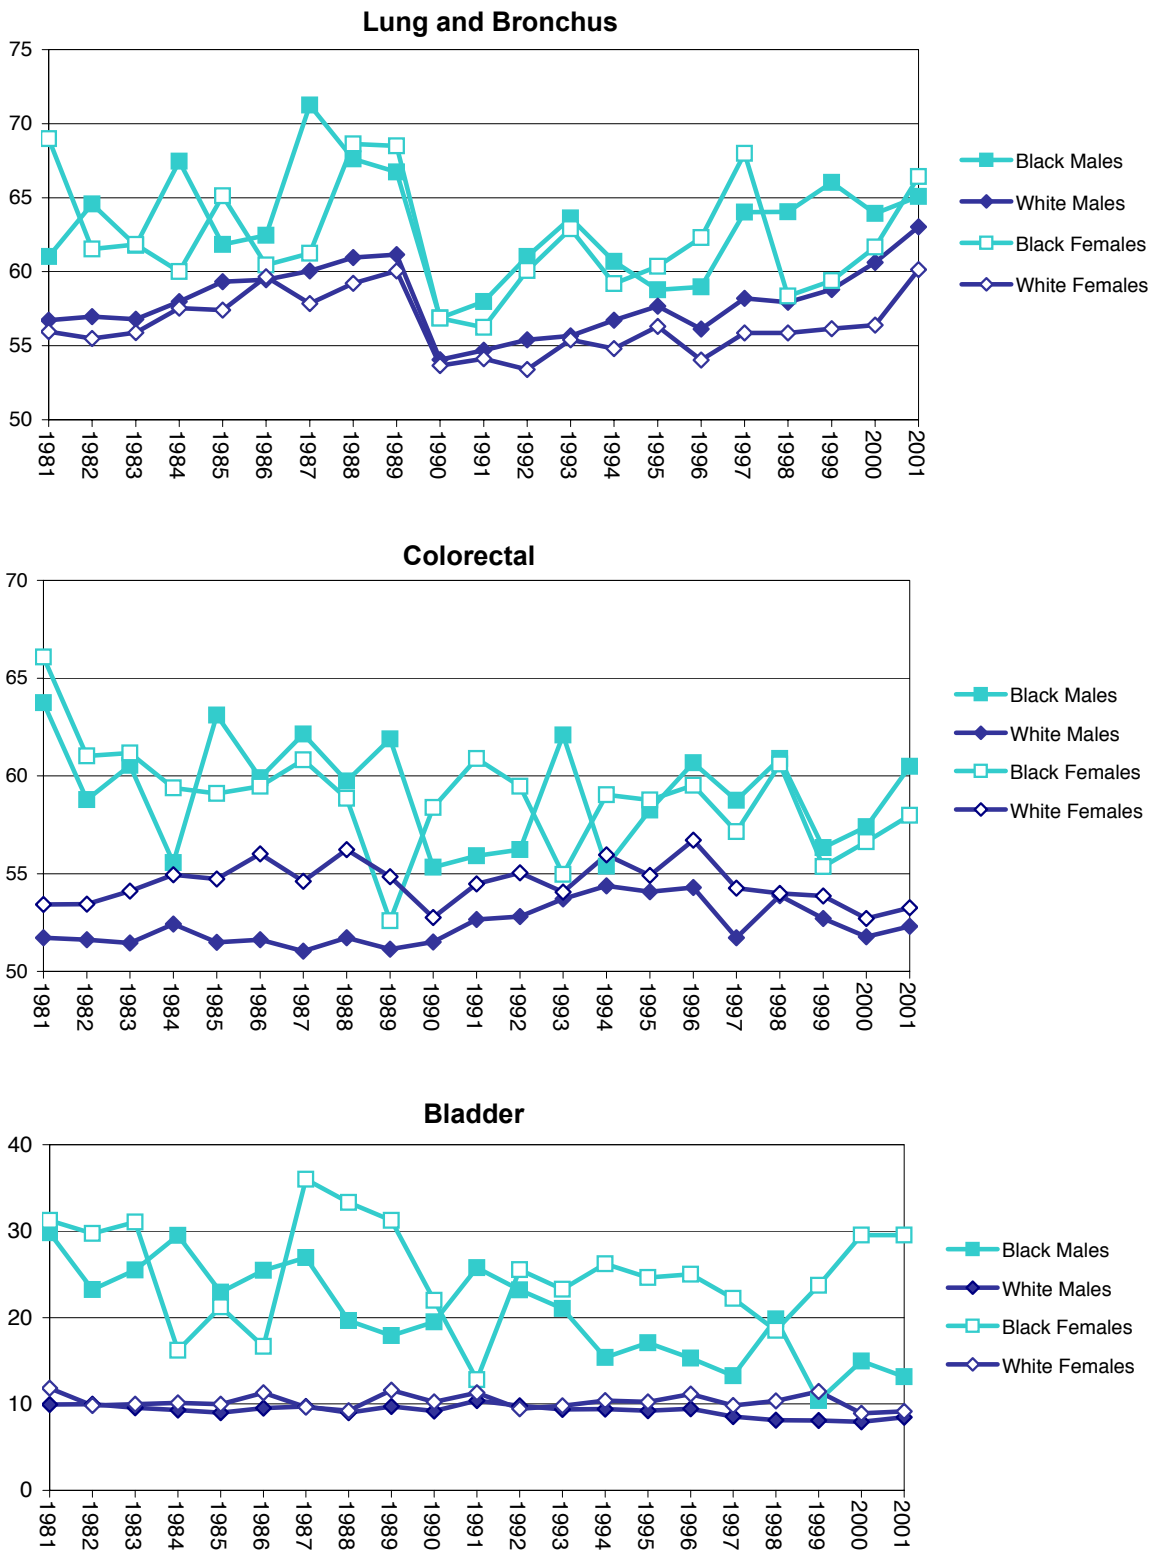 Lung and Bronchus
75
70
65
60
55
50
1981 1982 1983 1984 1985 1986 1987 1988 1989 1990 1991 1992 1993 1994 1995 1996 1997 1998 1999 2000 2001
Black Males
White Males
Black Females
White Females
Colorectal
70
65
60
55
50
1981 1982 1983 1984 1985 1986 1987 1988 1989 1990 1991 1992 1993 1994 1995 1996 1997 1998 1999 2000 2001
Black Males
White Males
Black Females
White Females
Bladder
40
30
20
10
0
1981 1982 1983 1984 1985 1986 1987 1988 1989 1990 1991 1992 1993 1994 1995 1996 1997 1998 1999 2000 2001
Black Males
White Males
Black Females
White Females